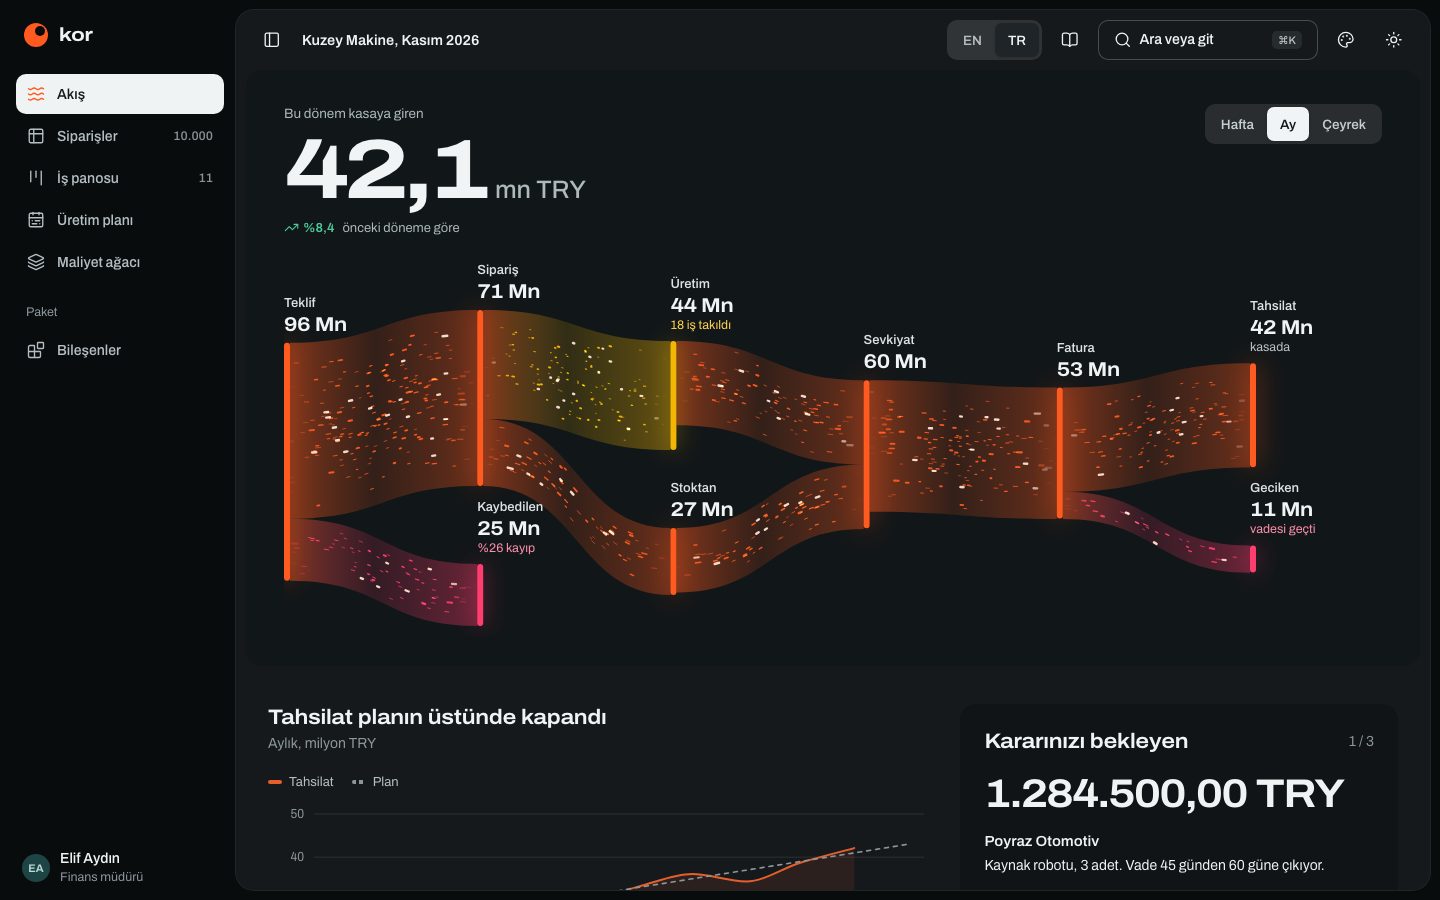 kor
Kuzey Makine, Kasım 2026
EN TR
Ara veya git
⌘K
Akış
Siparişler 10.000
İş panosu 11
Üretim planı
Maliyet ağacı
Paket
Bileşenler
EA
Elif Aydın
Finans müdürü
Bu dönem kasaya giren
42,1 mn TRY
%8,4 önceki döneme göre
Hafta Ay Çeyrek
Teklif
96 Mn
Sipariş
71 Mn
Kaybedilen
25 Mn
%26 kayıp
Üretim
44 Mn
18 iş takıldı
Stoktan
27 Mn
Sevkiyat
60 Mn
Fatura
53 Mn
Tahsilat
42 Mn
kasada
Geciken
11 Mn
vadesi geçti
Tahsilat planın üstünde kapandı
Aylık, milyon TRY
Tahsilat Plan
50
40
Kararınızı bekleyen 1 / 3
1.284.500,00 TRY
Poyraz Otomotiv
Kaynak robotu, 3 adet. Vade 45 günden 60 güne çıkıyor.